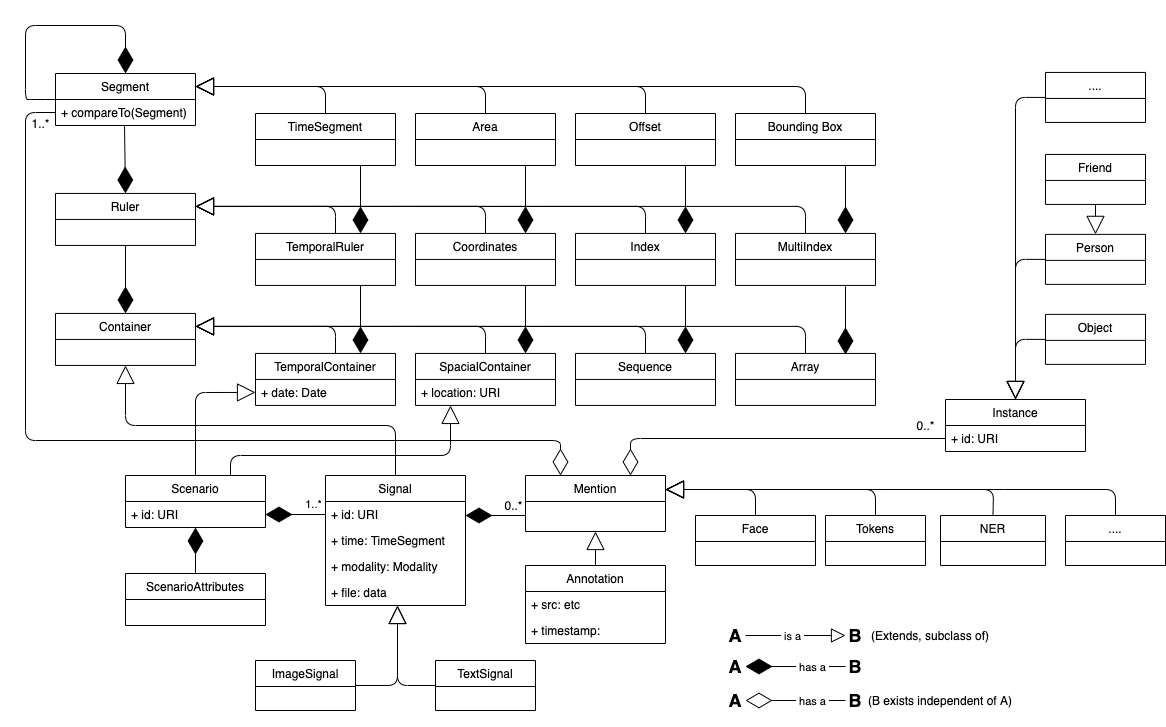 Segment
+ compareTo(Segment)
1..*
TimeSegment
Area
Offset
Bounding Box
....
Friend
Ruler
TemporalRuler
Coordinates
Index
MultiIndex
Person
Container
TemporalContainer
+ date: Date
SpacialContainer
+ location: URI
Sequence
Array
Object
Instance
+ id: URI
0..*
Scenario
+ id: URI
1..*
Signal
+ id: URI
+ time: TimeSegment
+ modality: Modality
+ file: data
0..*
Mention
Face
Tokens
NER
....
ScenarioAttributes
Annotation
+ src: etc
+ timestamp:
ImageSignal
TextSignal
A is a B (Extends, subclass of)
A has a B
A has a B (B exists independent of A)